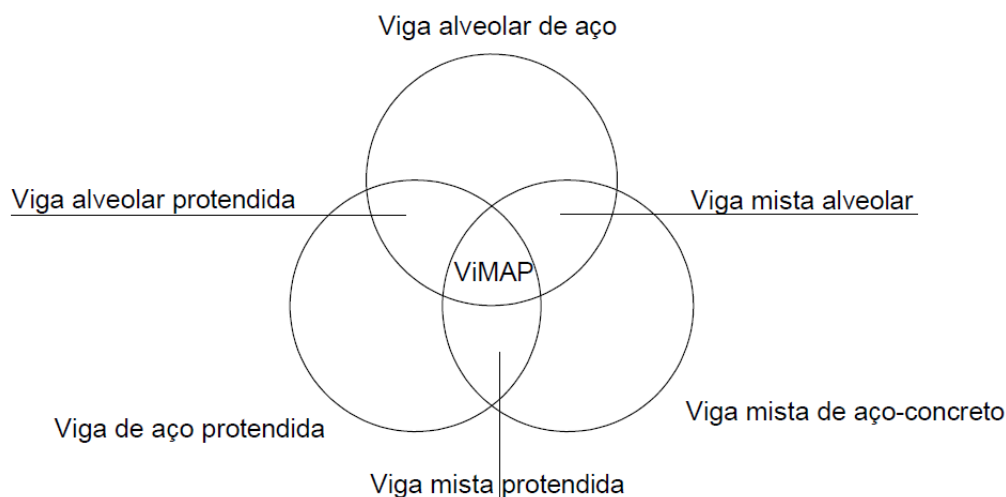 Viga alveolar de aço
Viga alveolar protendida
Viga mista alveolar
ViMAP
Viga de aço protendida
Viga mista de aço-concreto
Viga mista protendida